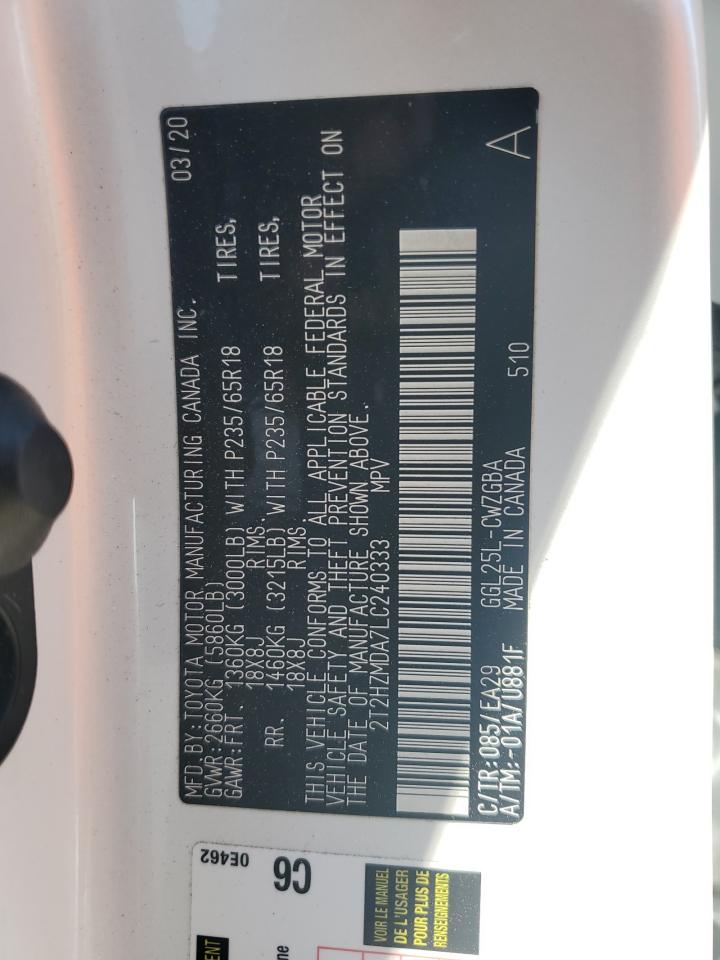 MFD.BY:TOYOTA MOTOR MANUFACTURING CANADA INC. 03/20
GVWR:2660KG (5860LB)
GAWR:FRT. 1360KG (3000LB) WITH P235/65R18 TIRES,
18X8J RIMS.
RR. 1460KG (3215LB) WITH P235/65R18 TIRES,
18X8J RIMS.
THIS VEHICLE CONFORMS TO ALL APPLICABLE FEDERAL MOTOR
VEHICLE SAFETY AND THEFT PREVENTION STANDARDS IN EFFECT ON
THE DATE OF MANUFACTURE SHOWN ABOVE.
2T2HZMDA7LC240333 MPV
C/TR:085/EA29 GGL25L-CWZGBA
A/TM:-01A/U881F MADE IN CANADA 510 A
0E462
C6
VOIR LE MANUEL
DE L'USAGER
POUR PLUS DE
RENSEIGNEMENTS